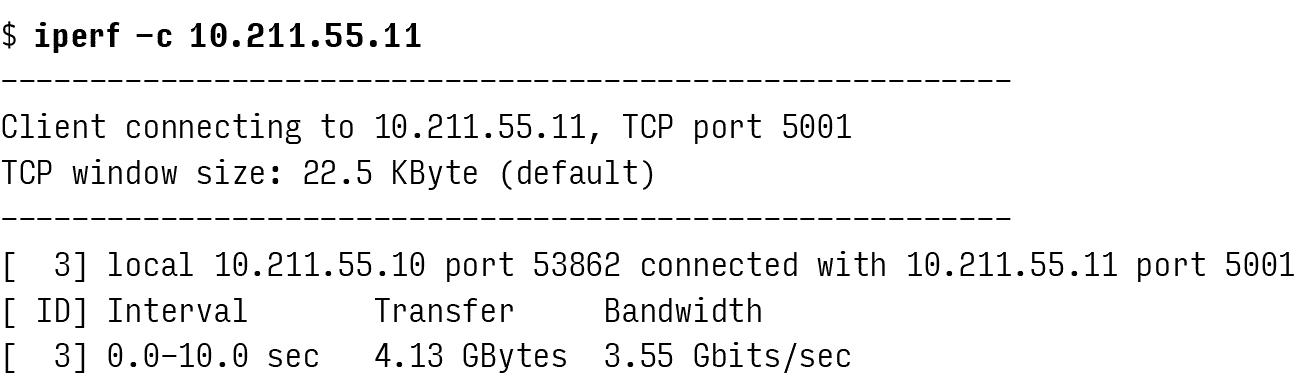 $ iperf -c 10.211.55.11
---------------------------------------------------------
Client connecting to 10.211.55.11, TCP port 5001
TCP window size: 22.5 KByte (default)
---------------------------------------------------------
[  3] local 10.211.55.10 port 53862 connected with 10.211.55.11 port 5001
[ ID] Interval       Transfer     Bandwidth
[  3] 0.0-10.0 sec   4.13 GBytes  3.55 Gbits/sec